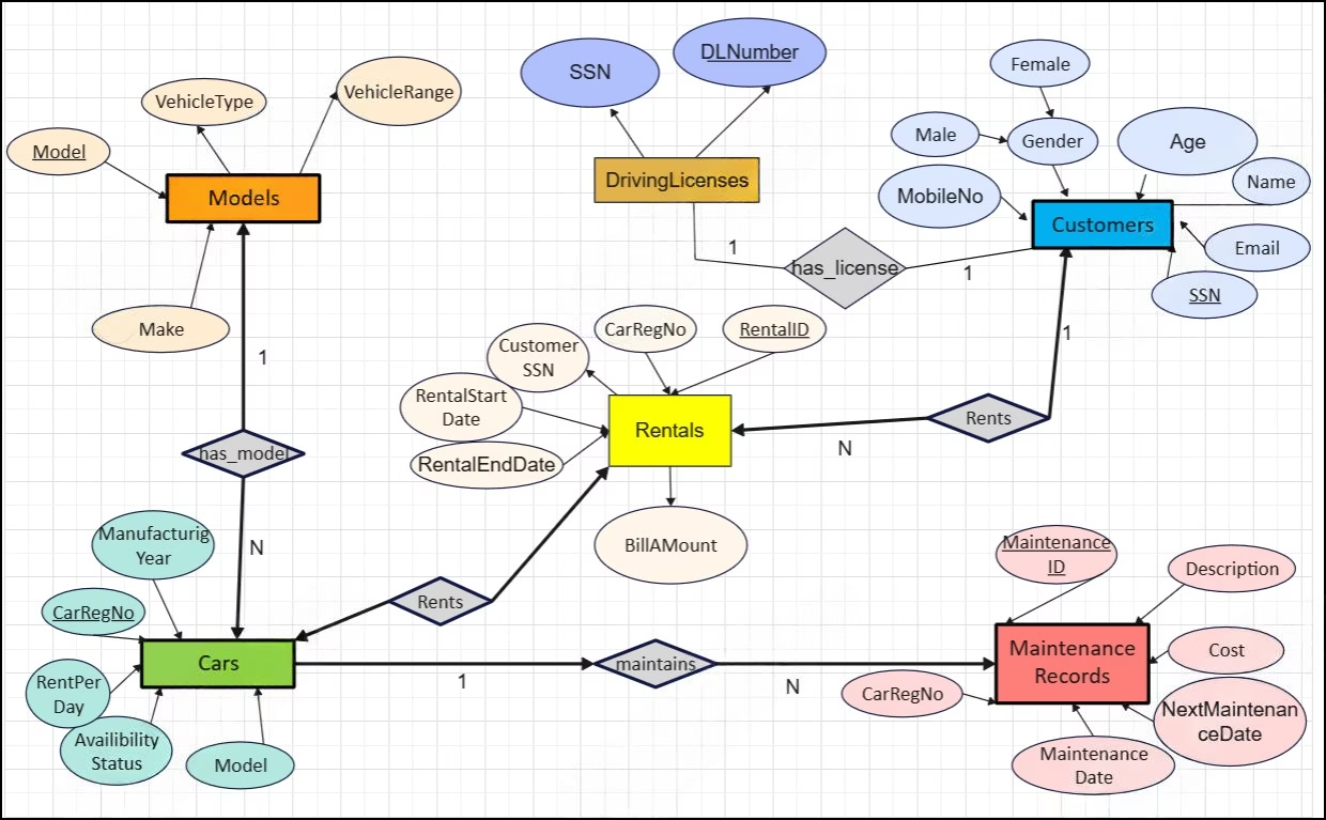 SSN
DLNumber
Female
VehicleType
VehicleRange
Male
Gender
Age
Model
Name
DrivingLicenses
MobileNo
Models
Customers
Email
1
has_license
1
SSN
Make
CarRegNo
RentalID
1
1
Customer
SSN
RentalStart
Date
Rentals
Rents
N
RentalEndDate
has_model
Manufacturig
Year
N
BillAMount
Maintenance
ID
Description
CarRegNo
Rents
Cars
maintains
Maintenance
Records
Cost
1
N
RentPer
Day
CarRegNo
NextMaintenan
ceDate
Availibility
Status
Model
Maintenance
Date